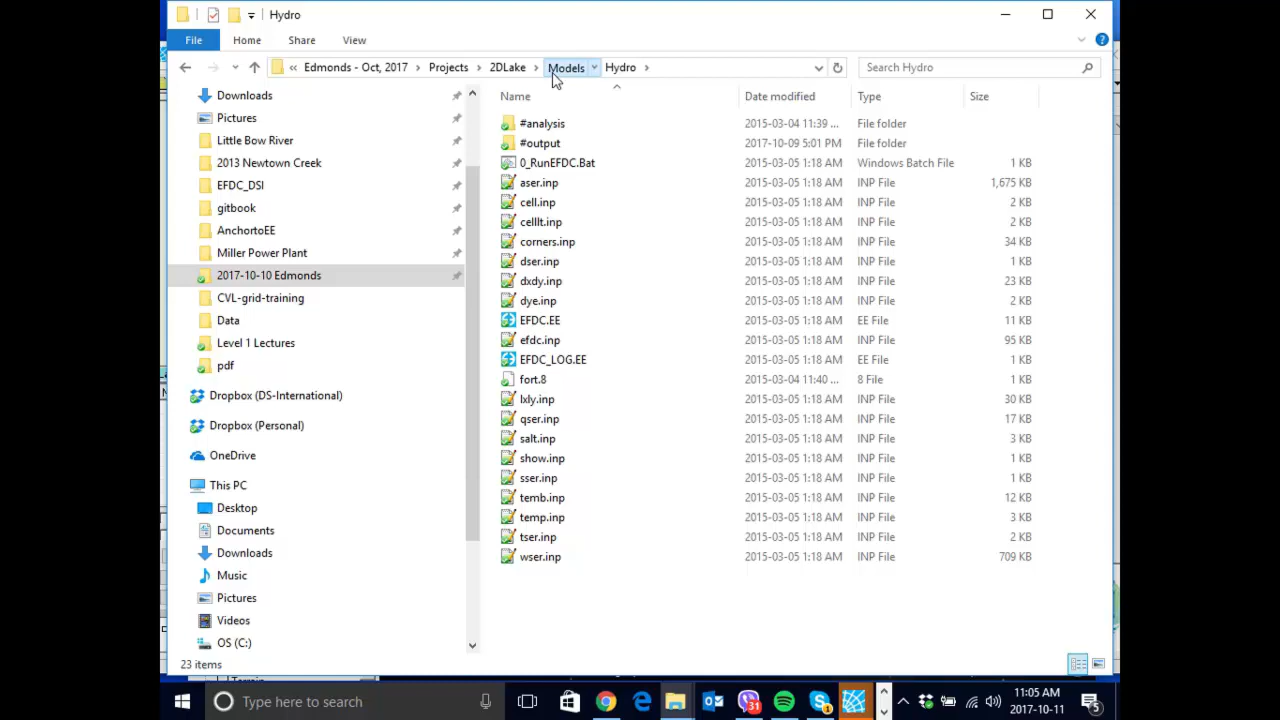 Hydro
File Home Share View
« Edmonds - Oct, 2017 > Projects > 2DLake > Models > Hydro >
Search Hydro
Name Date modified Type Size
Downloads
Pictures
Little Bow River
2013 Newtown Creek
EFDC_DSI
gitbook
AnchortoEE
Miller Power Plant
2017-10-10 Edmonds
CVL-grid-training
Data
Level 1 Lectures
pdf
Dropbox (DS-International)
Dropbox (Personal)
OneDrive
This PC
Desktop
Documents
Downloads
Music
Pictures
Videos
OS (C:)
#analysis 2015-03-04 11:39 ... File folder
#output 2017-10-09 5:01 PM File folder
0_RunEFDC.Bat 2015-03-05 1:18 AM Windows Batch File 1 KB
aser.inp 2015-03-05 1:18 AM INP File 1,675 KB
cell.inp 2015-03-05 1:18 AM INP File 2 KB
celllt.inp 2015-03-05 1:18 AM INP File 2 KB
corners.inp 2015-03-05 1:18 AM INP File 34 KB
dser.inp 2015-03-05 1:18 AM INP File 1 KB
dxdy.inp 2015-03-05 1:18 AM INP File 23 KB
dye.inp 2015-03-05 1:18 AM INP File 2 KB
EFDC.EE 2015-03-05 1:18 AM EE File 11 KB
efdc.inp 2015-03-05 1:18 AM INP File 95 KB
EFDC_LOG.EE 2015-03-05 1:18 AM EE File 1 KB
fort.8 2015-03-04 11:40 ... 8 File 1 KB
lxly.inp 2015-03-05 1:18 AM INP File 30 KB
qser.inp 2015-03-05 1:18 AM INP File 17 KB
salt.inp 2015-03-05 1:18 AM INP File 3 KB
show.inp 2015-03-05 1:18 AM INP File 1 KB
sser.inp 2015-03-05 1:18 AM INP File 1 KB
temb.inp 2015-03-05 1:18 AM INP File 12 KB
temp.inp 2015-03-05 1:18 AM INP File 3 KB
tser.inp 2015-03-05 1:18 AM INP File 2 KB
wser.inp 2015-03-05 1:18 AM INP File 709 KB
23 items
Type here to search
31
1
11:05 AM
2017-10-11
5